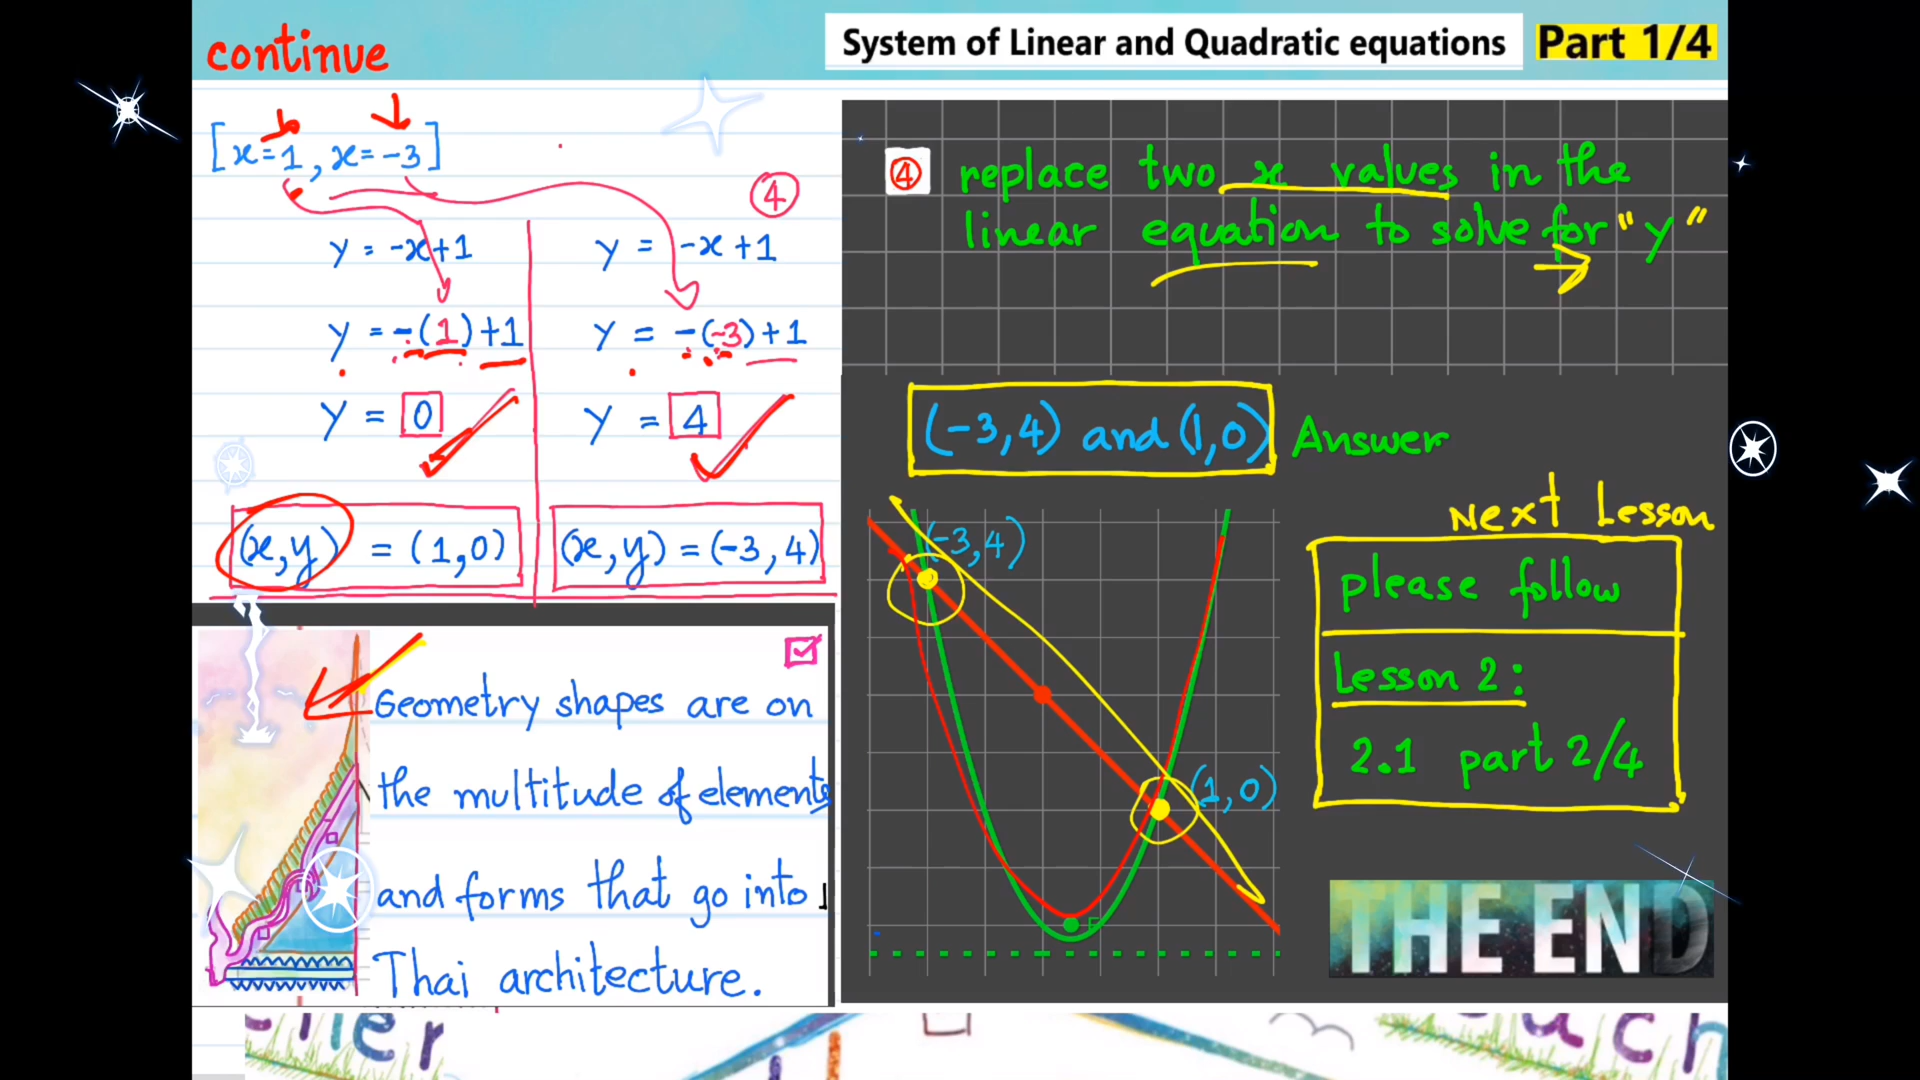 continue
System of Linear and Quadratic equations
Part 1/4
[x=1, x=-3]
4
y = -x+1
y = -(1)+1
y = 0
(x,y) = (1,0)
y = -x+1
y = -(-3)+1
y = 4
(x,y) = (-3,4)
4 replace two x values in the
linear equation to solve for "y"
(-3,4) and (1,0) Answer
(-3,4)
(1,0)
Next Lesson
please follow
Lesson 2:
2.1 part 2/4
THE END
Geometry shapes are on
the multitude of elements
and forms that go into
Thai architecture.